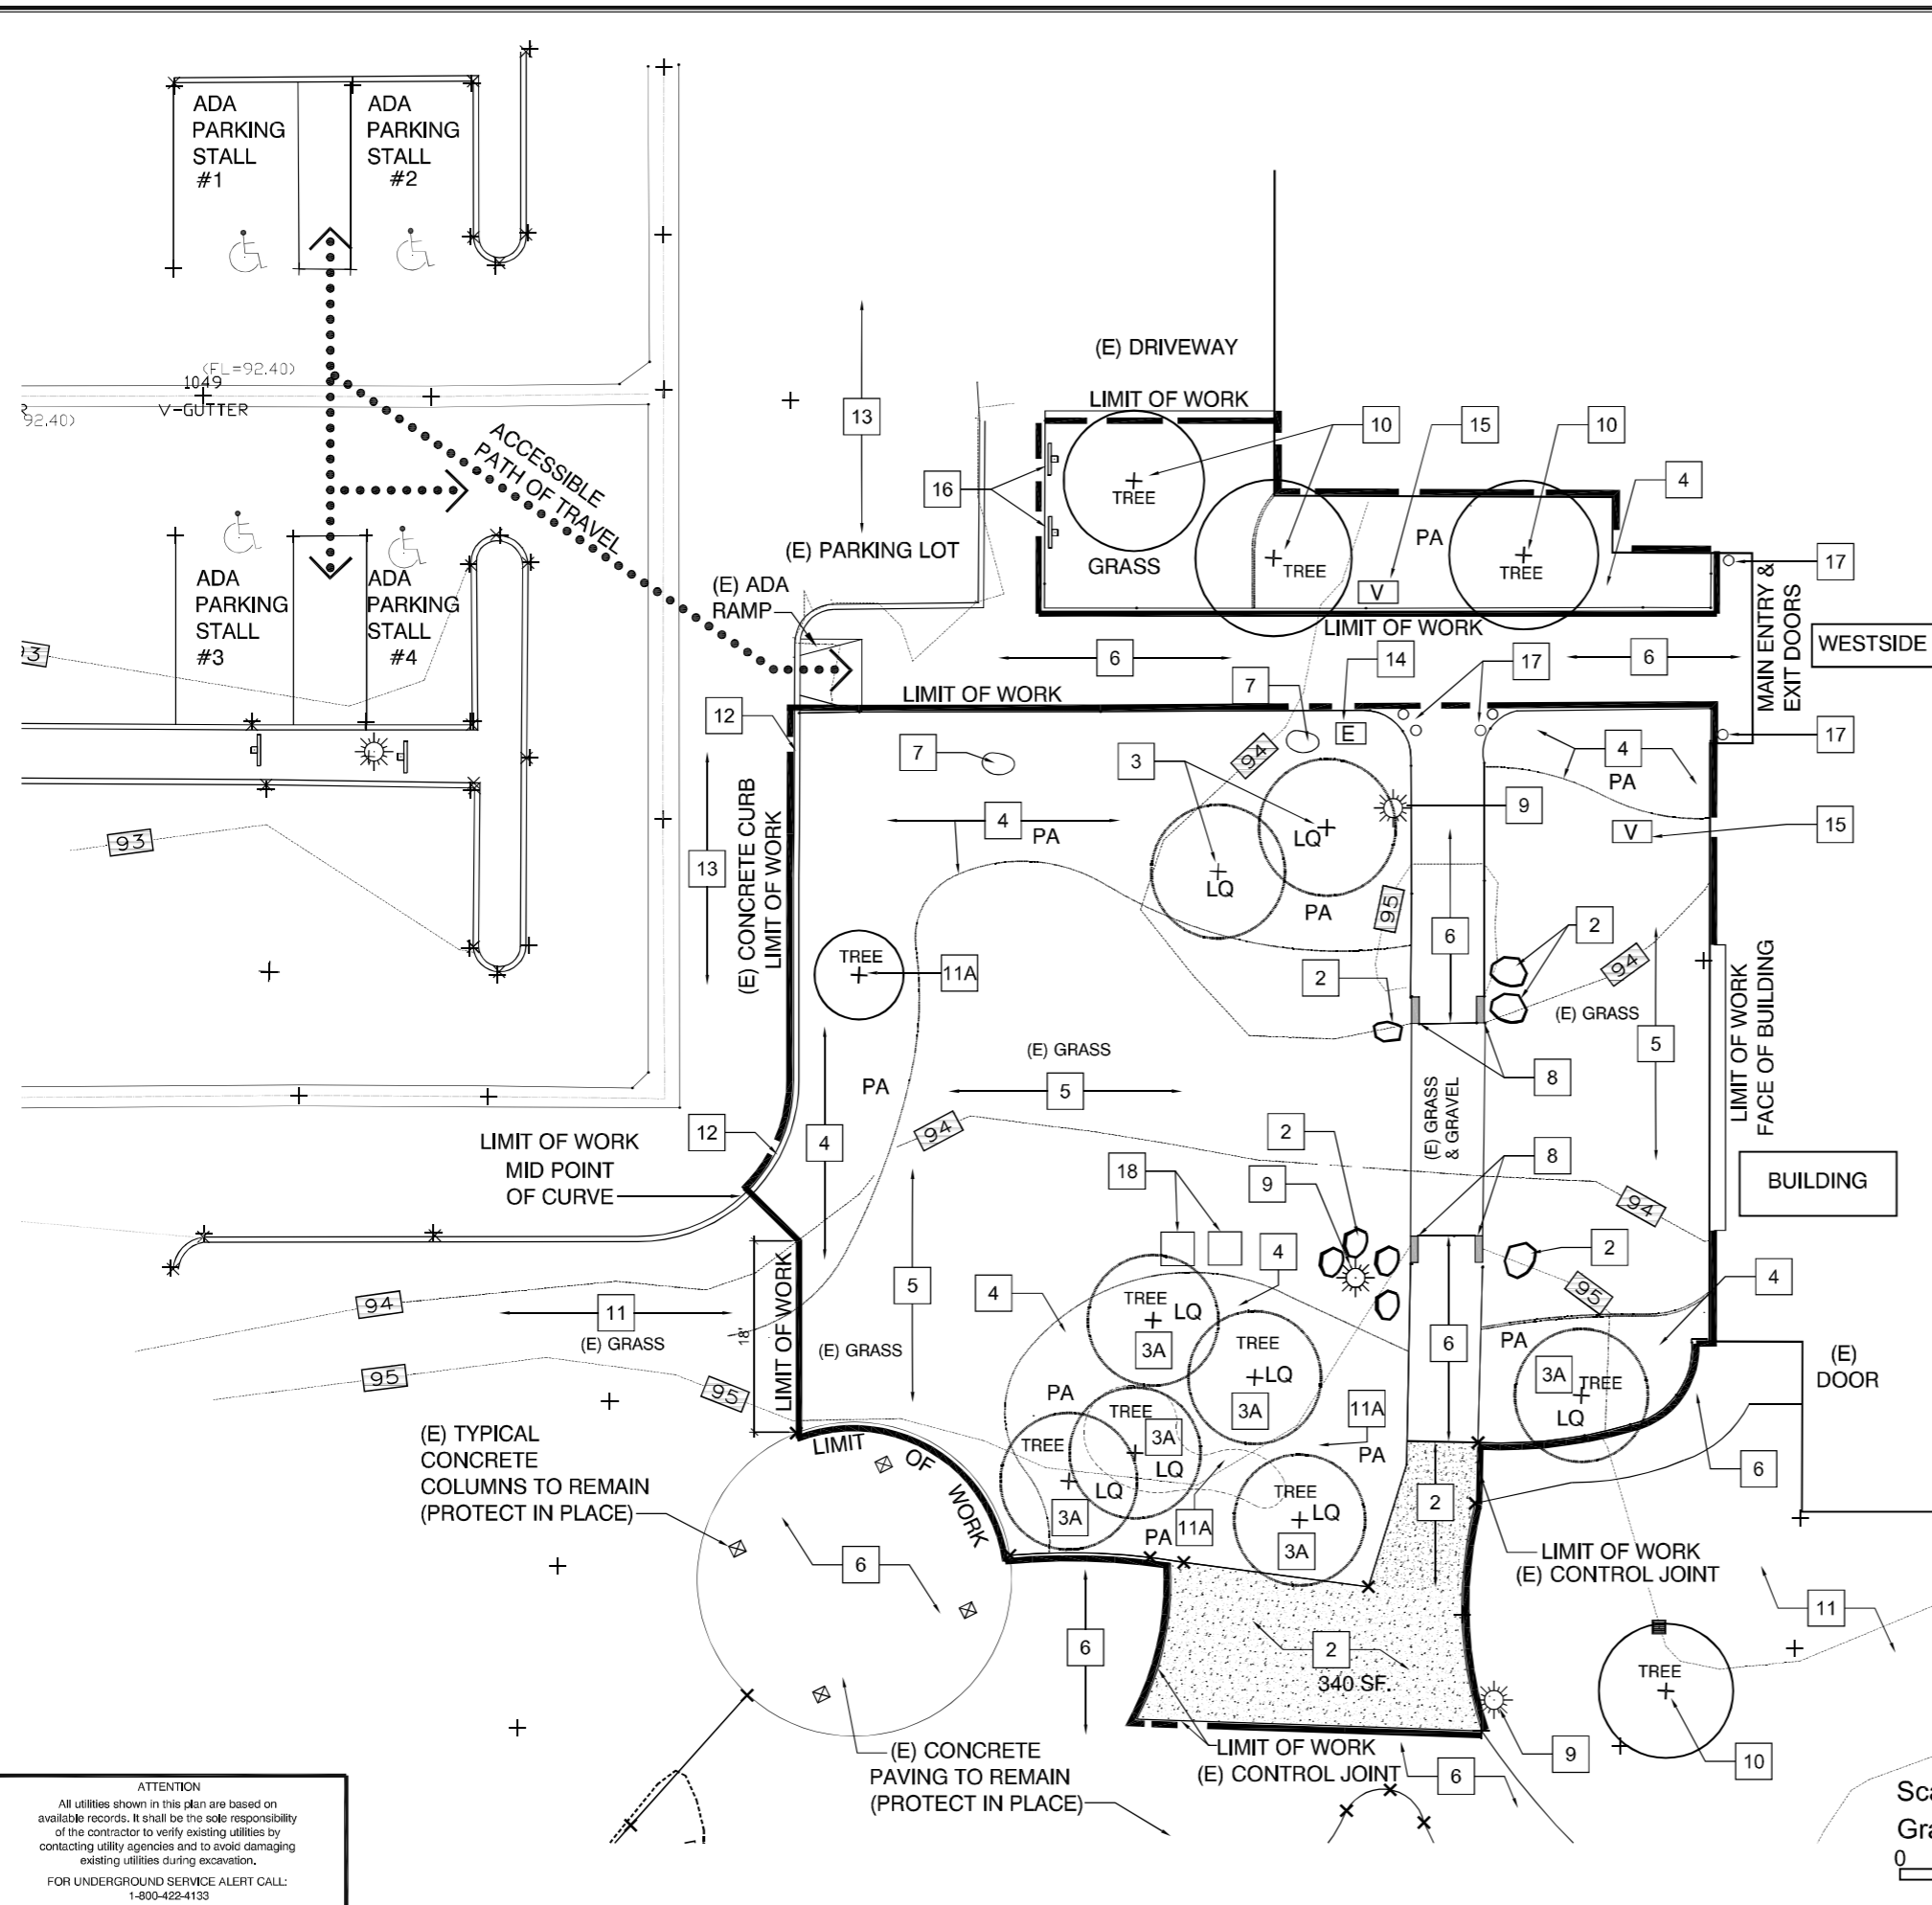 ADA
PARKING
STALL
#1
ADA
PARKING
STALL
#2
(FL=92.40)
1049
V-GUTTER
92.40)
ACCESSIBLE
PATH OF TRAVEL
ADA
PARKING
STALL
#3
ADA
PARKING
STALL
#4
93
93
13
(E) PARKING LOT
(E) ADA
RAMP
(E) DRIVEWAY
LIMIT OF WORK
10
15
10
4
16
TREE
GRASS
TREE
PA
V
TREE
17
LIMIT OF WORK
MAIN ENTRY &
EXIT DOORS
WESTSIDE
6
14
17
6
7
LIMIT OF WORK
12
E
17
7
3
94
4
PA
9
4
PA
13
(E) CONCRETE CURB
LIMIT OF WORK
LQ
LQ
V
15
95
PA
6
2
TREE
11A
2
94
(E) GRASS
LIMIT OF WORK
FACE OF BUILDING
5
(E) GRASS
5
PA
8
(E) GRASS
& GRAVEL
12
4
94
2
8
LIMIT OF WORK
MID POINT
OF CURVE
18
9
BUILDING
94
4
2
4
5
4
95
94
11
(E) GRASS
18'
LIMIT OF WORK
(E) GRASS
TREE
LQ
3A
TREE
LQ
3A
6
PA
3A
TREE
LQ
(E)
DOOR
95
95
PA
11A
TREE
3A
LQ
PA
(E) TYPICAL
CONCRETE
COLUMNS TO REMAIN
(PROTECT IN PLACE)
LIMIT OF WORK
TREE
LQ
3A
6
2
TREE
LQ
3A
PA
11A
LIMIT OF WORK
(E) CONTROL JOINT
6
11
6
2
340 SF.
TREE
(E) CONCRETE
PAVING TO REMAIN
(PROTECT IN PLACE)
LIMIT OF WORK
(E) CONTROL JOINT
6
9
10
ATTENTION
All utilities shown in this plan are based on
available records. It shall be the sole responsibility
of the contractor to verify existing utilities by
contacting utility agencies and to avoid damaging
existing utilities during excavation.
FOR UNDERGROUND SERVICE ALERT CALL:
1-800-422-4133
0